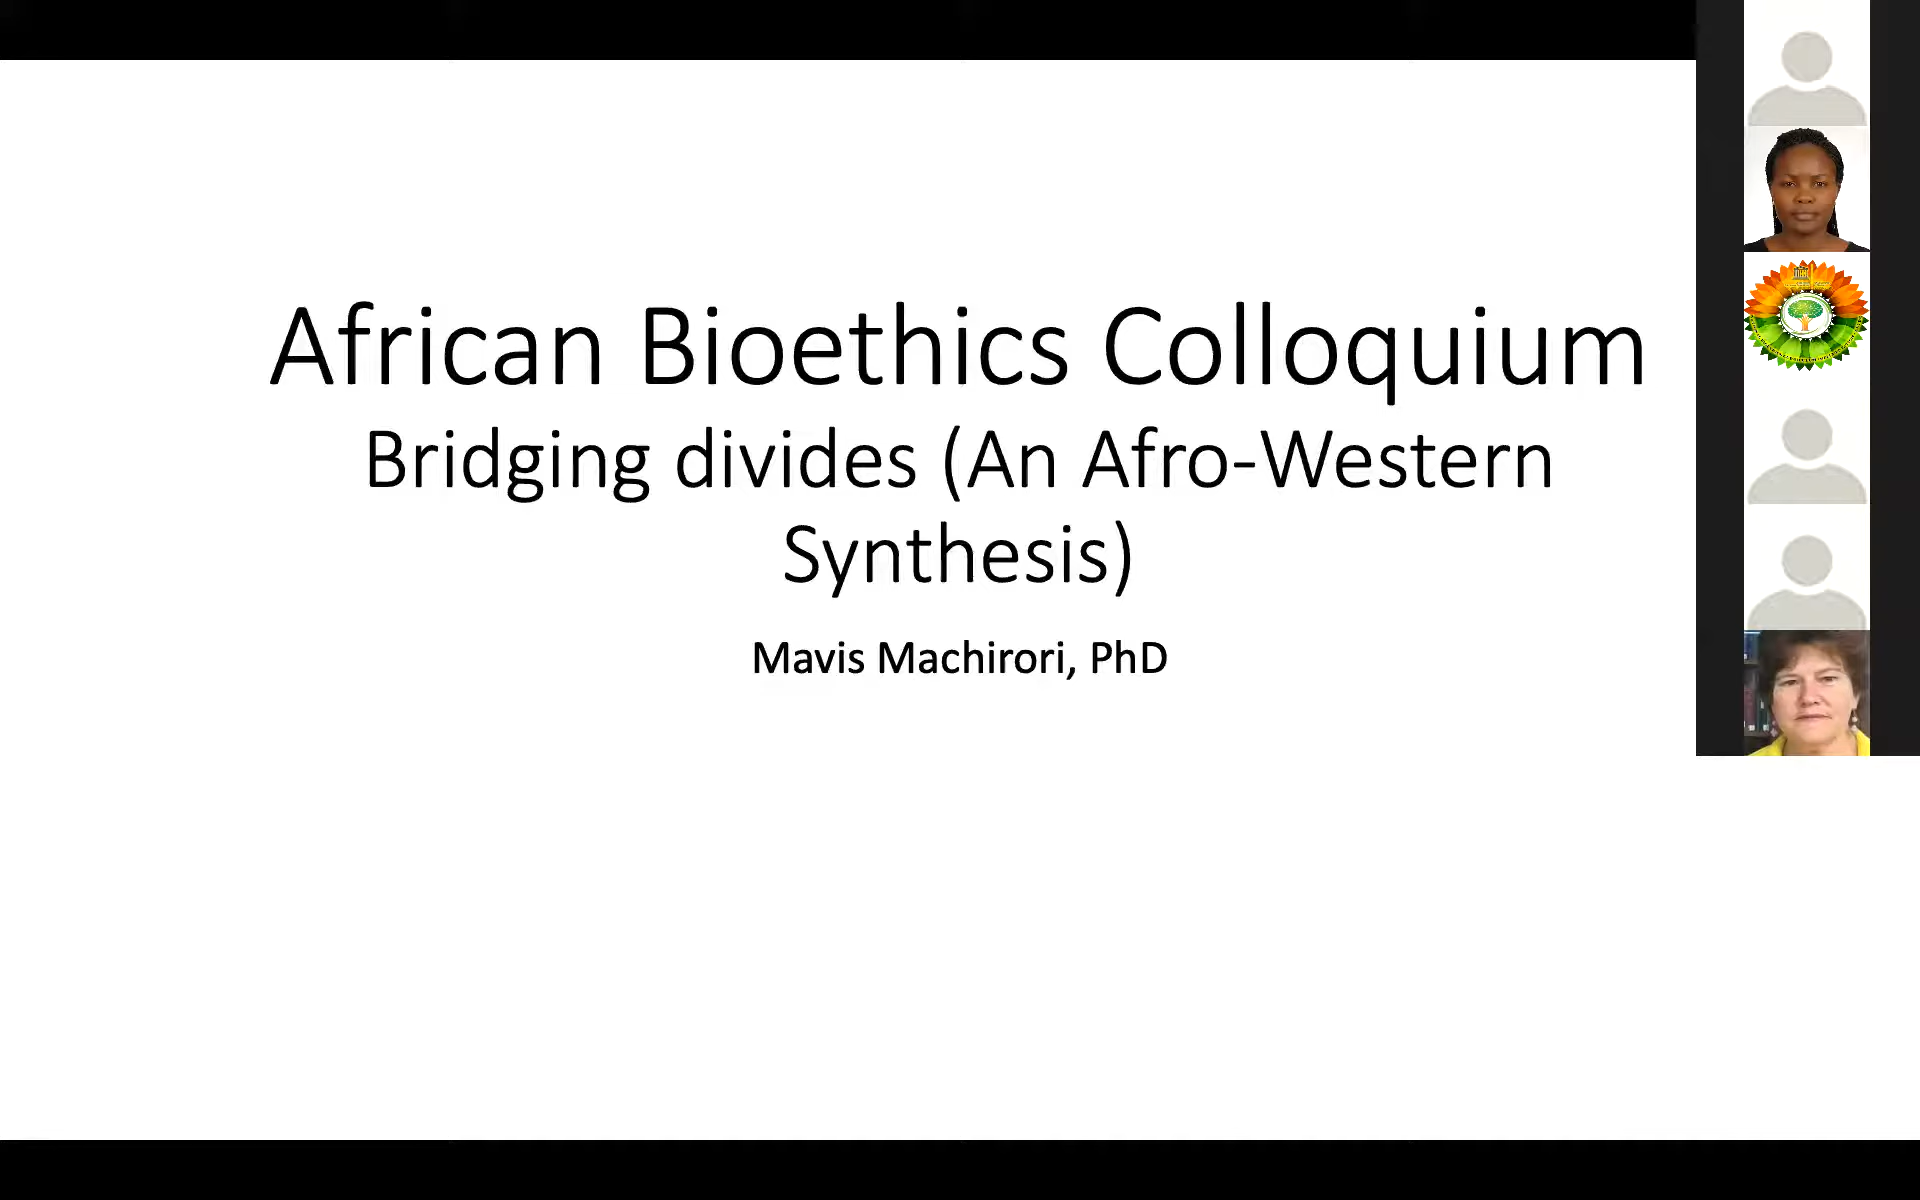 African Bioethics Colloquium
Bridging divides (An Afro-Western
Synthesis)
Mavis Machirori, PhD